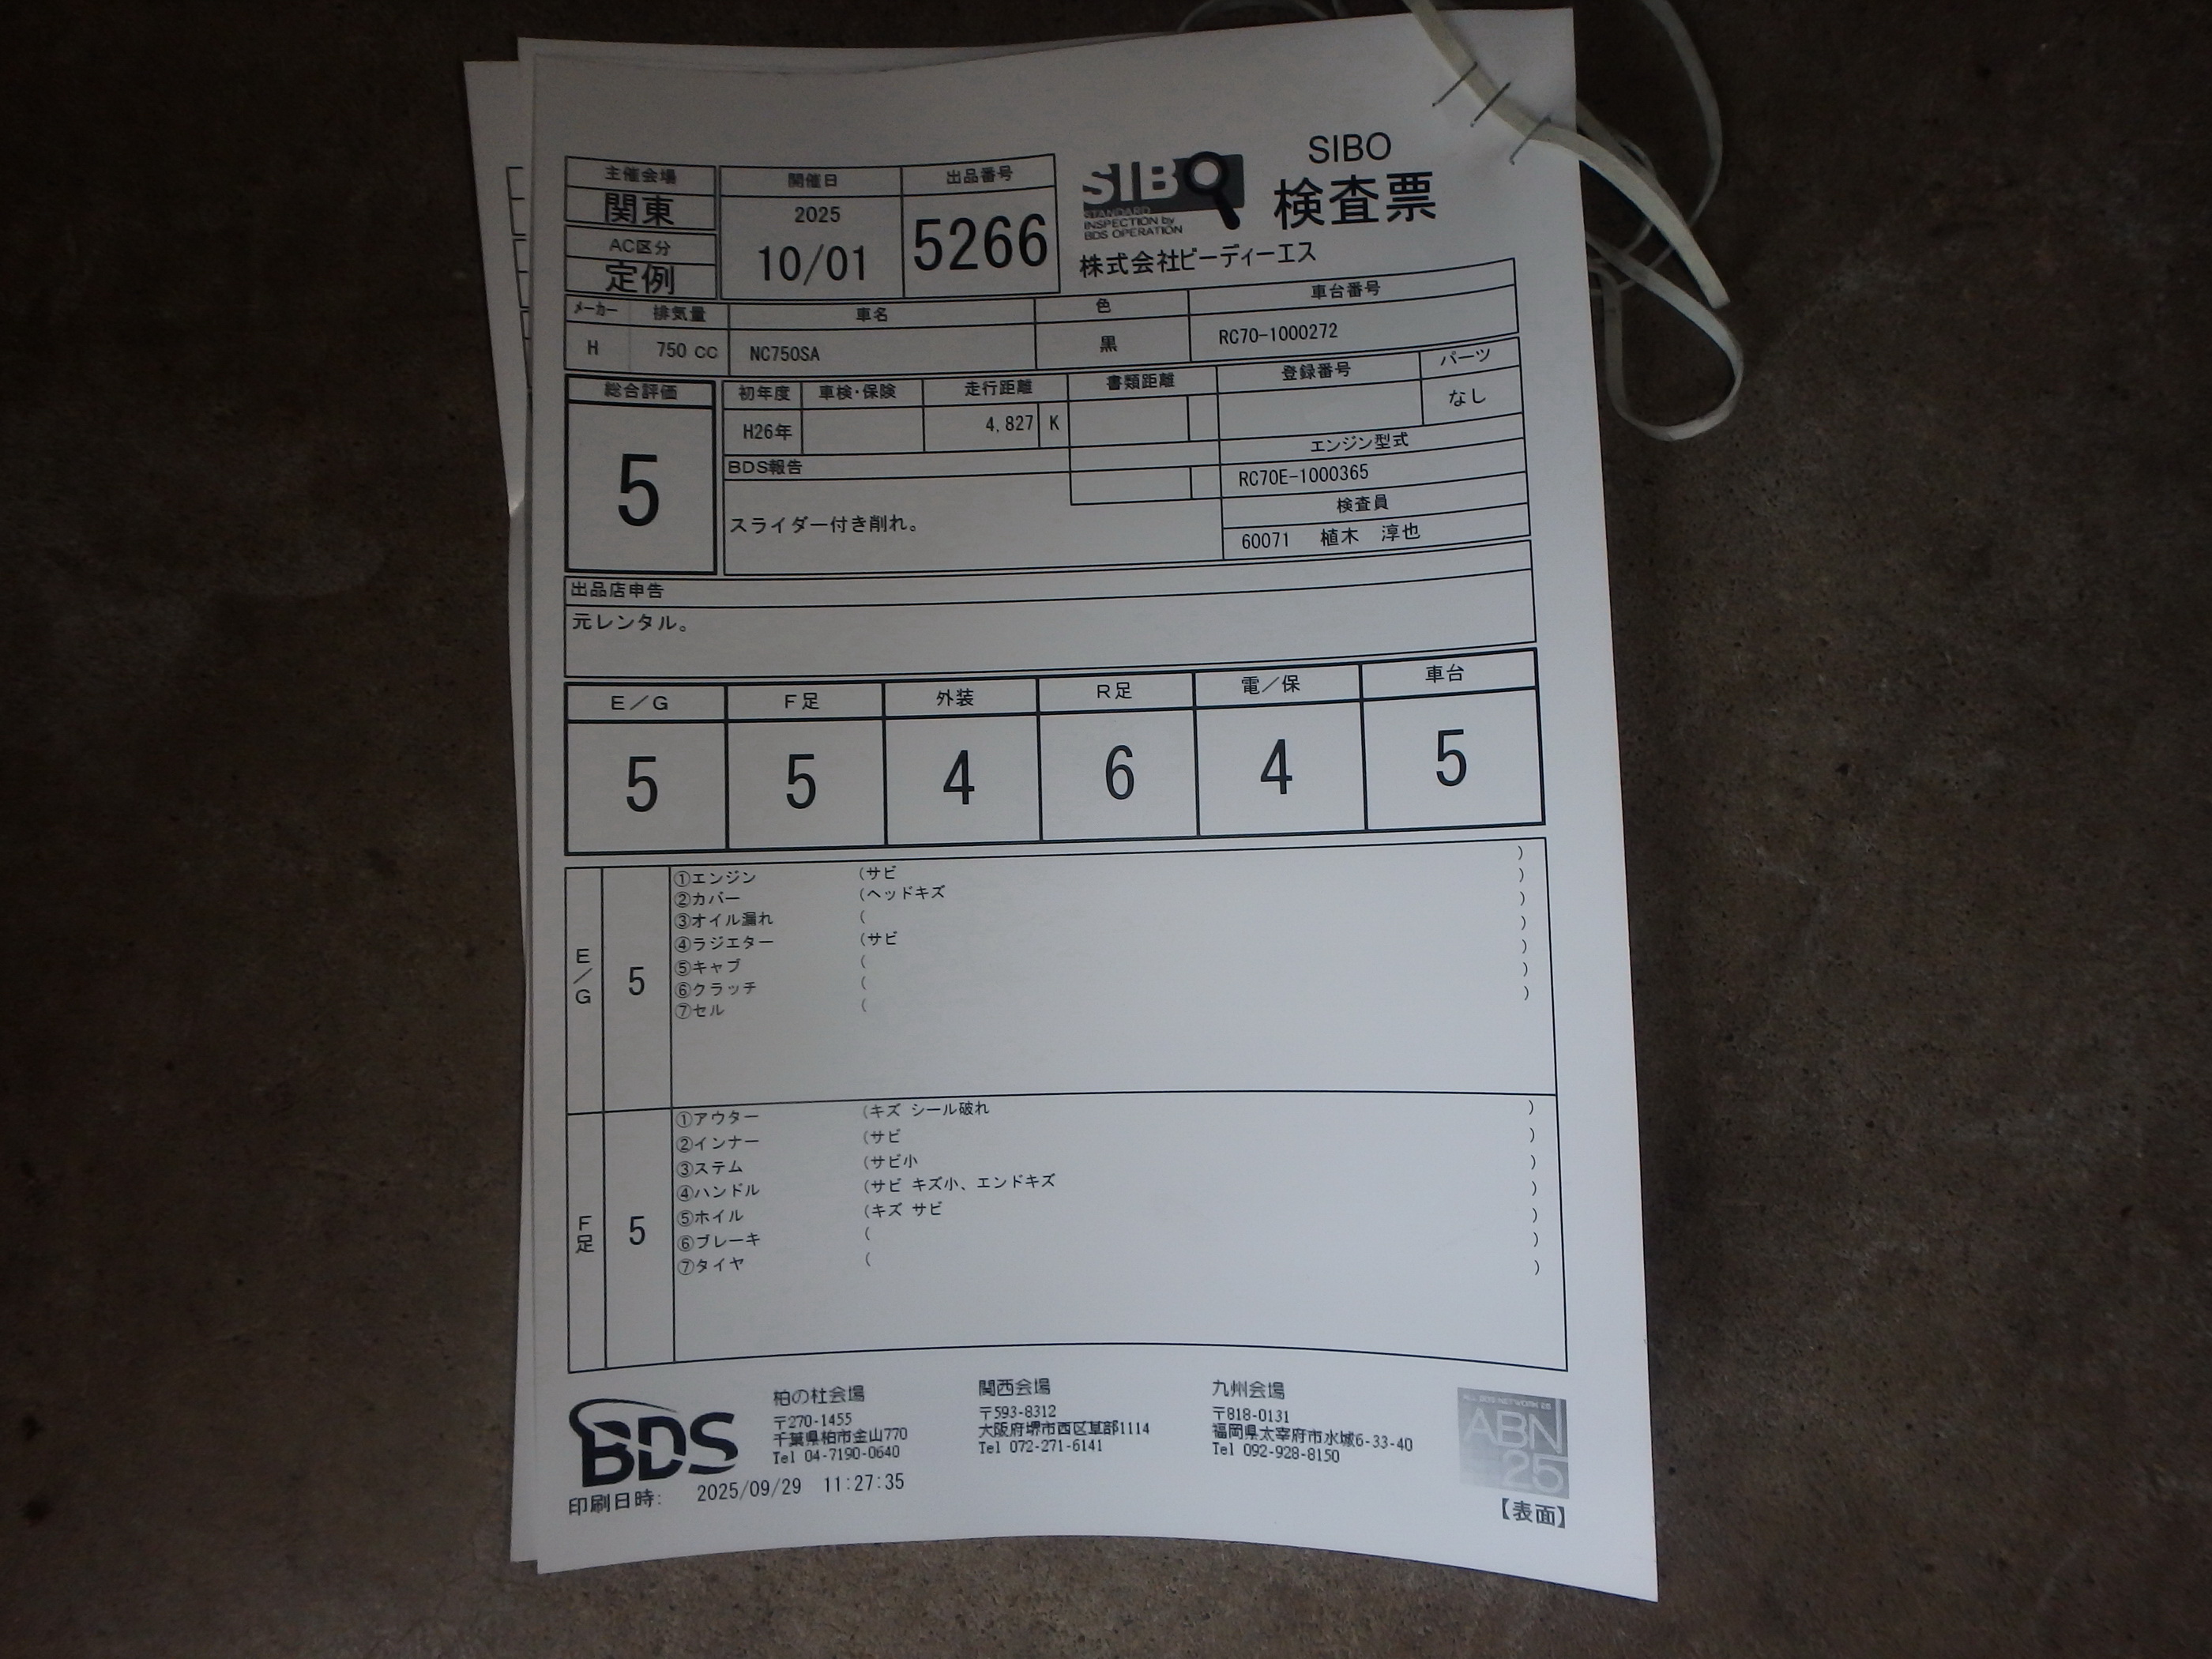 主催会場
関東
AC区分
定例
開催日
2025
10/01
出品番号
5266
SIBO
STANDARD
INSPECTION by
BDS OPERATION
SIBO
検査票
株式会社ビーディーエス
メーカー 排気量 車名 色 車台番号
H 750 cc NC750SA 黒 RC70-1000272
総合評価
5
初年度 車検・保険 走行距離 書類距離 登録番号 パーツ
H26年 4,827 K なし
BDS報告
スライダー付き削れ。
エンジン型式
RC70E-1000365
検査員
60071 植木 淳也
出品店申告
元レンタル。
E／G F足 外装 R足 電／保 車台
5 5 4 6 4 5
E／G
5
①エンジン (サビ )
②カバー (ヘッドキズ )
③オイル漏れ ( )
④ラジエター (サビ )
⑤キャブ ( )
⑥クラッチ ( )
⑦セル ( )
F足
5
①アウター (キズ シール破れ )
②インナー (サビ )
③ステム (サビ小 )
④ハンドル (サビ キズ小、エンドキズ )
⑤ホイル (キズ サビ )
⑥ブレーキ ( )
⑦タイヤ ( )
BDS
柏の杜会場
〒270-1455
千葉県柏市金山770
Tel 04-7190-0640
関西会場
〒593-8312
大阪府堺市西区草部1114
Tel 072-271-6141
九州会場
〒818-0131
福岡県太宰府市水城6-33-40
Tel 092-928-8150
ALL BDS NETWORK 25
ABN
25
印刷日時: 2025/09/29 11:27:35
【表面】